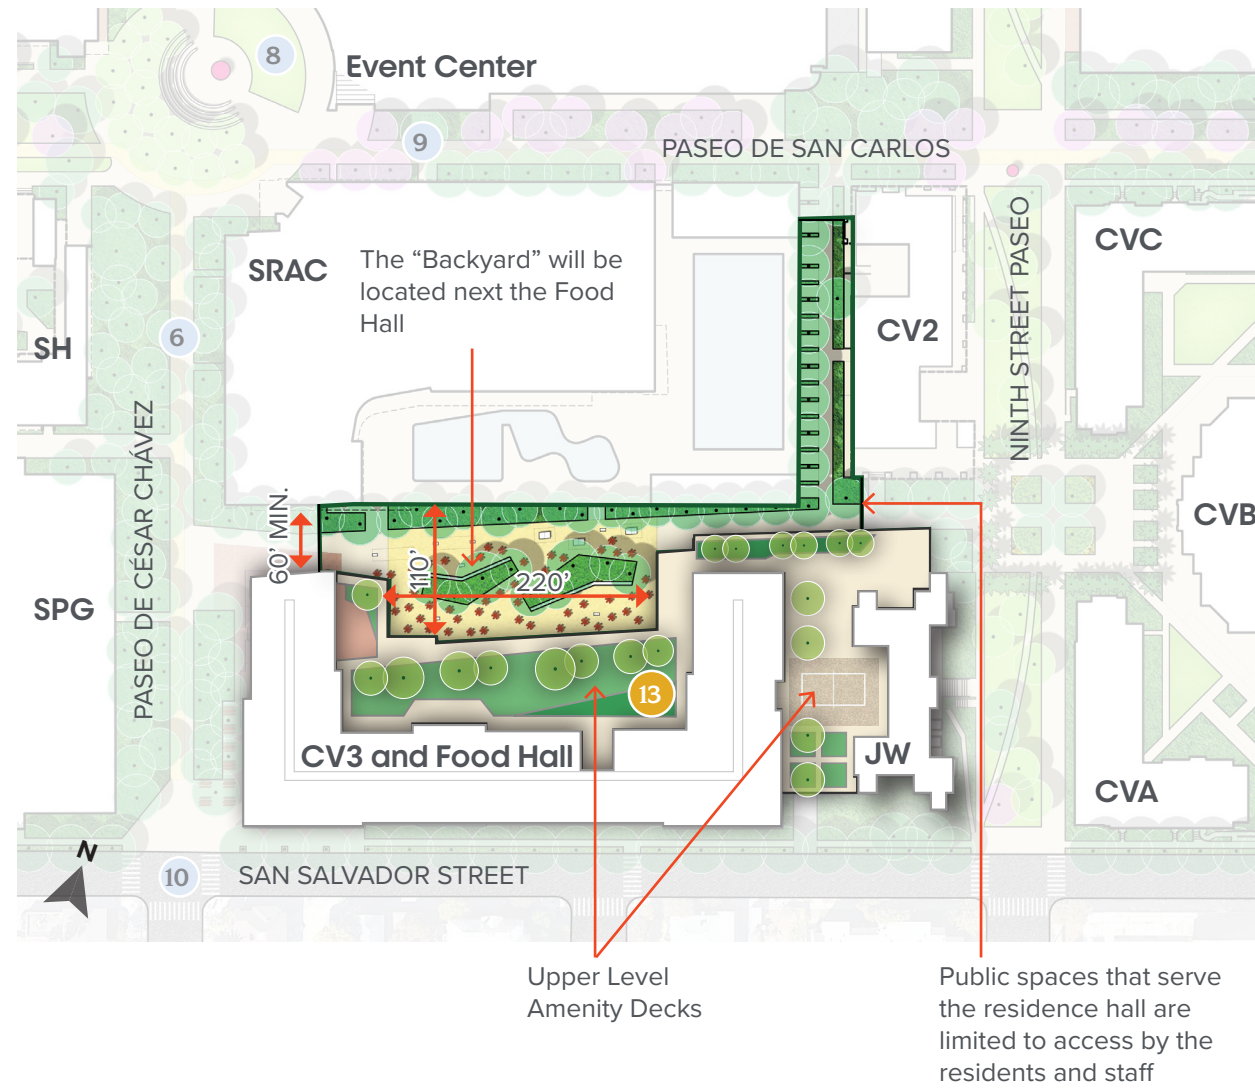 8
Event Center
9
PASEO DE SAN CARLOS
SRAC
The “Backyard” will be
located next the Food
Hall
CVC
NINTH STREET PASEO
6
SH
CV2
PASEO DE CÉSAR CHÁVEZ
60’ MIN.
CVB
110’
220’
SPG
13
CV3 and Food Hall
JW
CVA
N
10
SAN SALVADOR STREET
Upper Level
Amenity Decks
Public spaces that serve
the residence hall are
limited to access by the
residents and staff